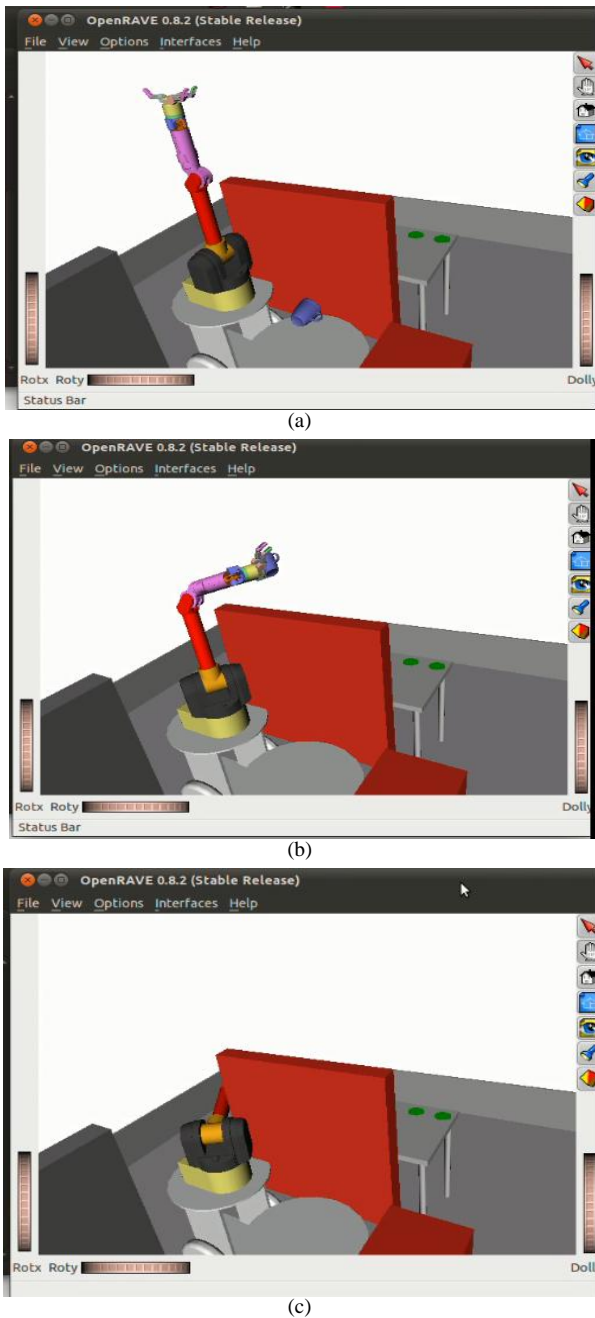 OpenRAVE 0.8.2 (Stable Release)
File View Options Interfaces Help
Rotx Roty Dolly
Status Bar
(a)
OpenRAVE 0.8.2 (Stable Release)
File View Options Interfaces Help
Rotx Roty Dolly
Status Bar
(b)
OpenRAVE 0.8.2 (Stable Release)
File View Options Interfaces Help
Rotx Roty Doll
(c)